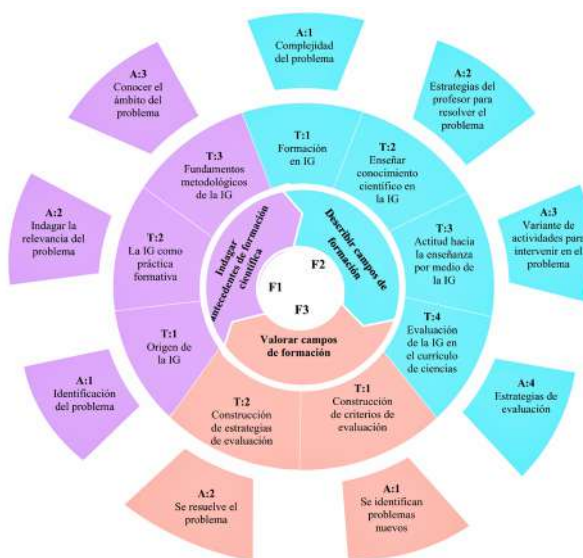 A:1
Complejidad
del problema
A:2
Estrategias del
profesor para
resolver el
problema
A:3
Variante de
actividades para
intervenir en el
problema
A:4
Estrategias de
evaluación
A:1
Se identifican
problemas
nuevos
A:2
Se resuelve el
problema
A:1
Identificación
del problema
A:2
Indagar la
relevancia del
problema
A:3
Conocer el
ámbito del
problema
T:1
Formación
en IG
T:2
Enseñar
conocimiento
científico en la
IG
T:3
Actitud hacia
la enseñanza
por medio de
la IG
T:4
Evaluación
de la IG en
el currículo
de ciencias
T:1
Construcción
de criterios de
evaluación
T:2
Construcción
de estrategias
de evaluación
T:1
Origen de
la IG
T:2
La IG como
práctica
formativa
T:3
Fundamentos
metodológicos
de la IG
Indagar
antecedentes de formación
científica
Describir campos de
formación
Valorar campos
de formación
F1
F2
F3